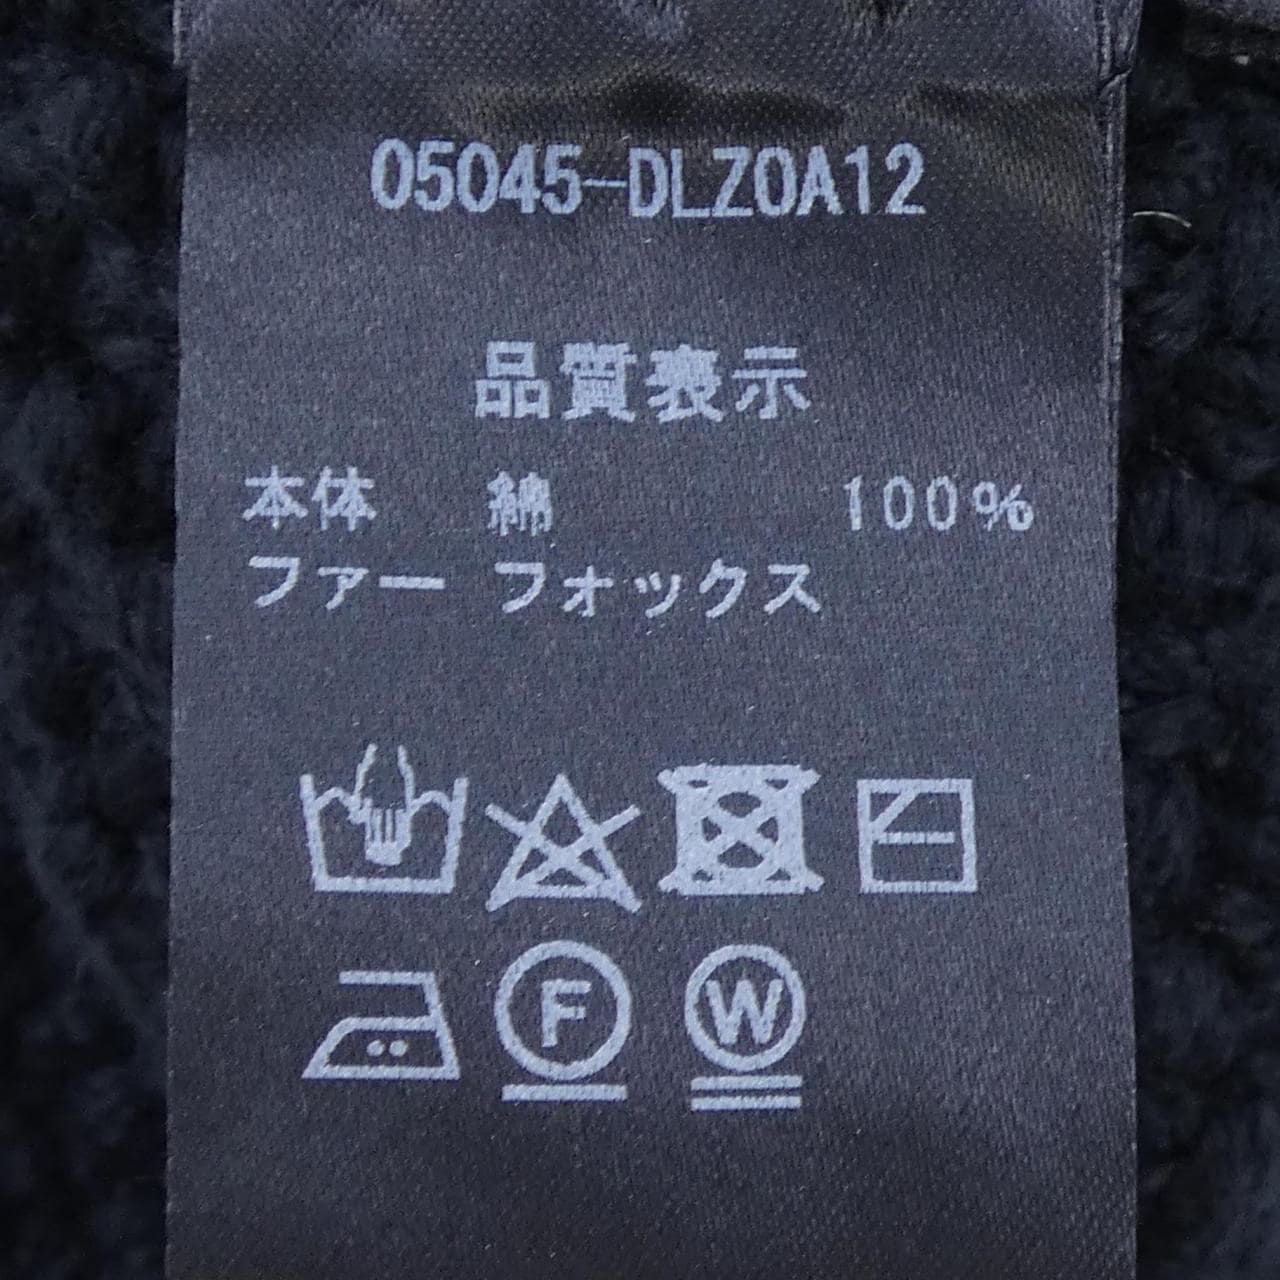 05045-DLZ0A12
品質表示
本体 綿 100%
ファー フォックス
F W